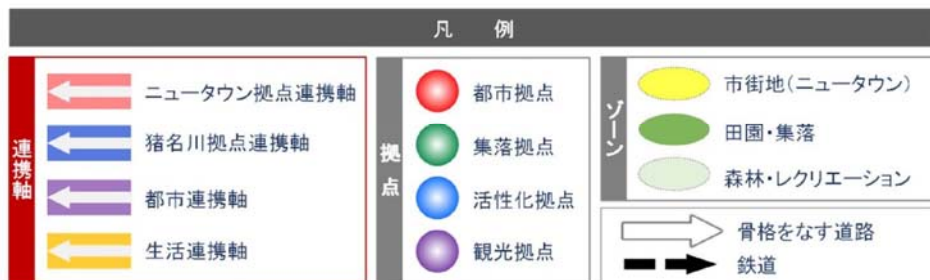 凡 例
連携軸
ニュータウン拠点連携軸
猪名川拠点連携軸
都市連携軸
生活連携軸
拠点
都市拠点
集落拠点
活性化拠点
観光拠点
ゾーン
市街地(ニュータウン)
田園・集落
森林・レクリエーション
骨格をなす道路
鉄道